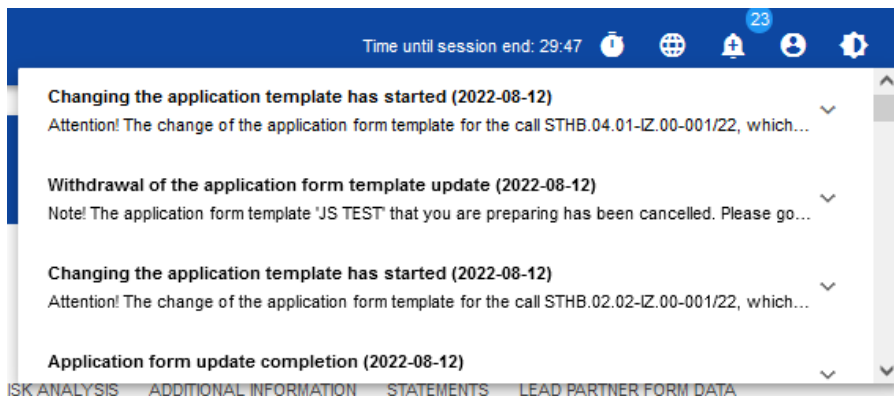 23
Time until session end: 29:47
Changing the application template has started (2022-08-12)
Attention! The change of the application form template for the call STHB.04.01-IZ.00-001/22, which...
Withdrawal of the application form template update (2022-08-12)
Note! The application form template 'JS TEST' that you are preparing has been cancelled. Please go...
Changing the application template has started (2022-08-12)
Attention! The change of the application form template for the call STHB.02.02-IZ.00-001/22, which...
Application form update completion (2022-08-12)
ISK ANALYSIS ADDITIONAL INFORMATION STATEMENTS LEAD PARTNER FORM DATA